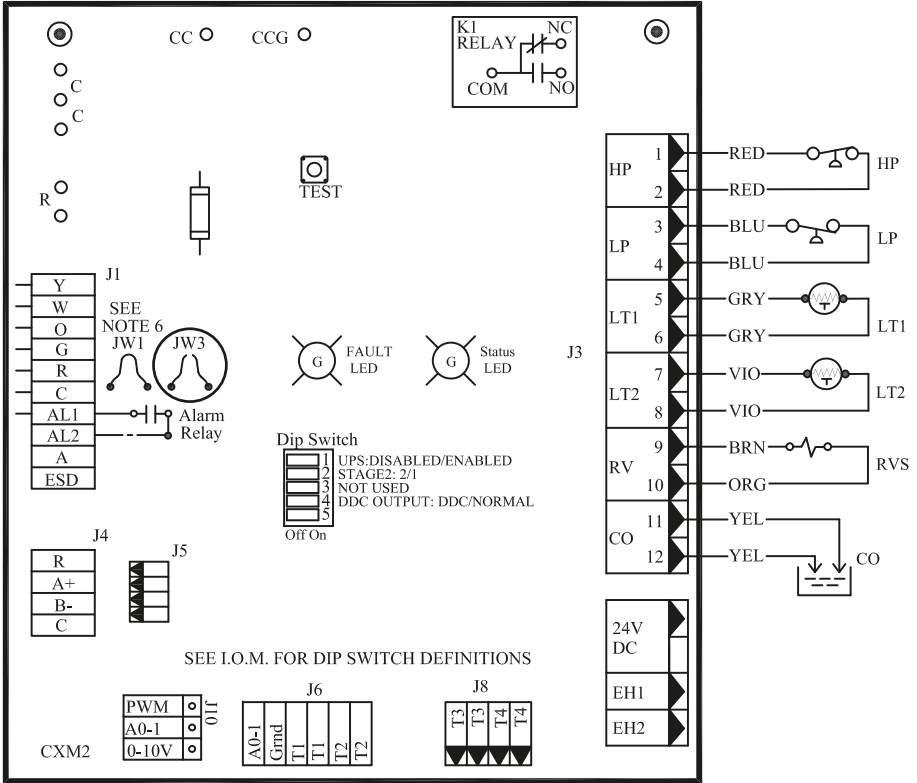 CC
CCG
K1
RELAY
NC
COM
NO
C
C
R
TEST
HP
1
RED
HP
2
RED
LP
3
BLU
LP
4
BLU
LT1
5
GRY
LT1
6
GRY
LT2
7
VIO
LT2
8
VIO
RV
9
BRN
RVS
10
ORG
CO
11
YEL
12
YEL
CO
J3
24V
DC
EH1
EH2
J1
Y
W
O
G
R
C
AL1
AL2
A
ESD
SEE
NOTE 6
JW1
JW3
Alarm
Relay
G
FAULT
LED
G
Status
LED
Dip Switch
1 UPS:DISABLED/ENABLED
2 STAGE2: 2/1
3 NOT USED
4 DDC OUTPUT: DDC/NORMAL
5
Off On
J4
R
A+
B-
C
J5
SEE I.O.M. FOR DIP SWITCH DEFINITIONS
PWM
A0-1
0-10V
J10
J6
A0-1
Grnd
T1
T1
T2
T2
J8
T3
T3
T4
T4
CXM2